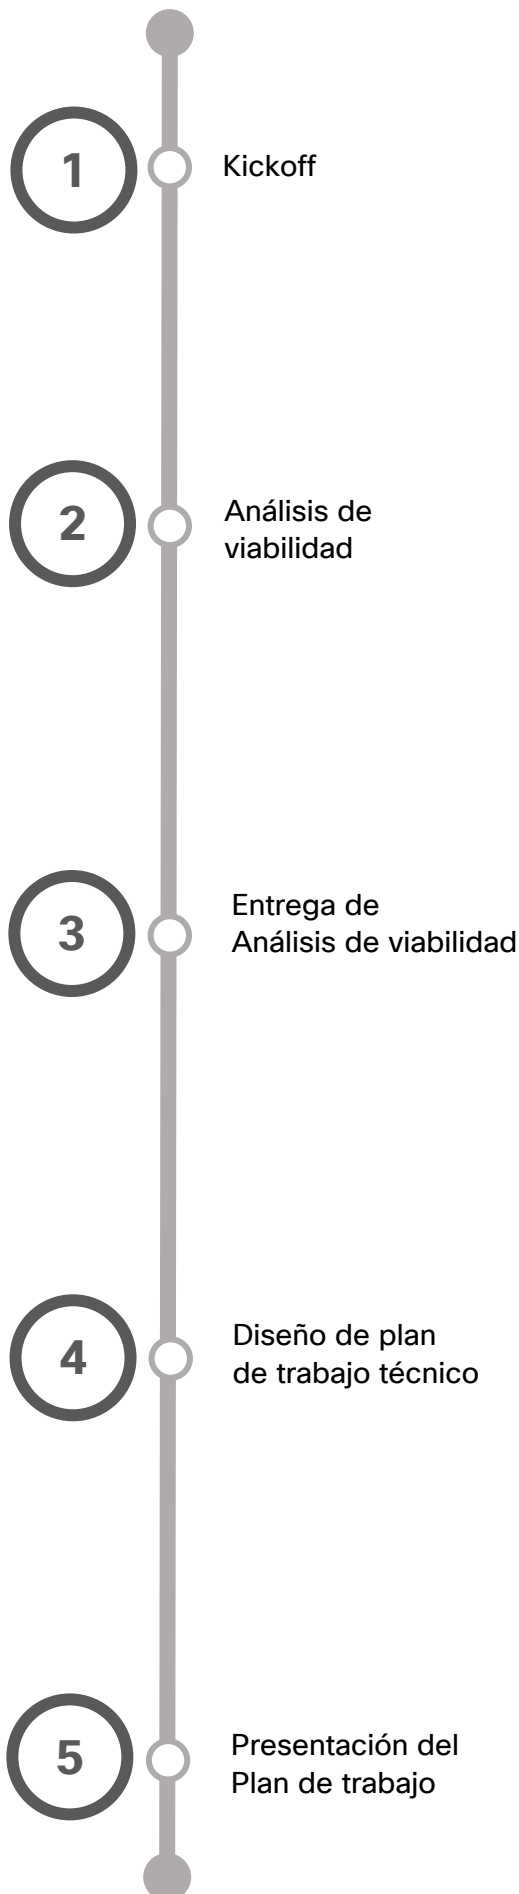 1
Kickoff
2
Análisis de
viabilidad
3
Entrega de
Análisis de viabilidad
4
Diseño de plan
de trabajo técnico
5
Presentación del
Plan de trabajo